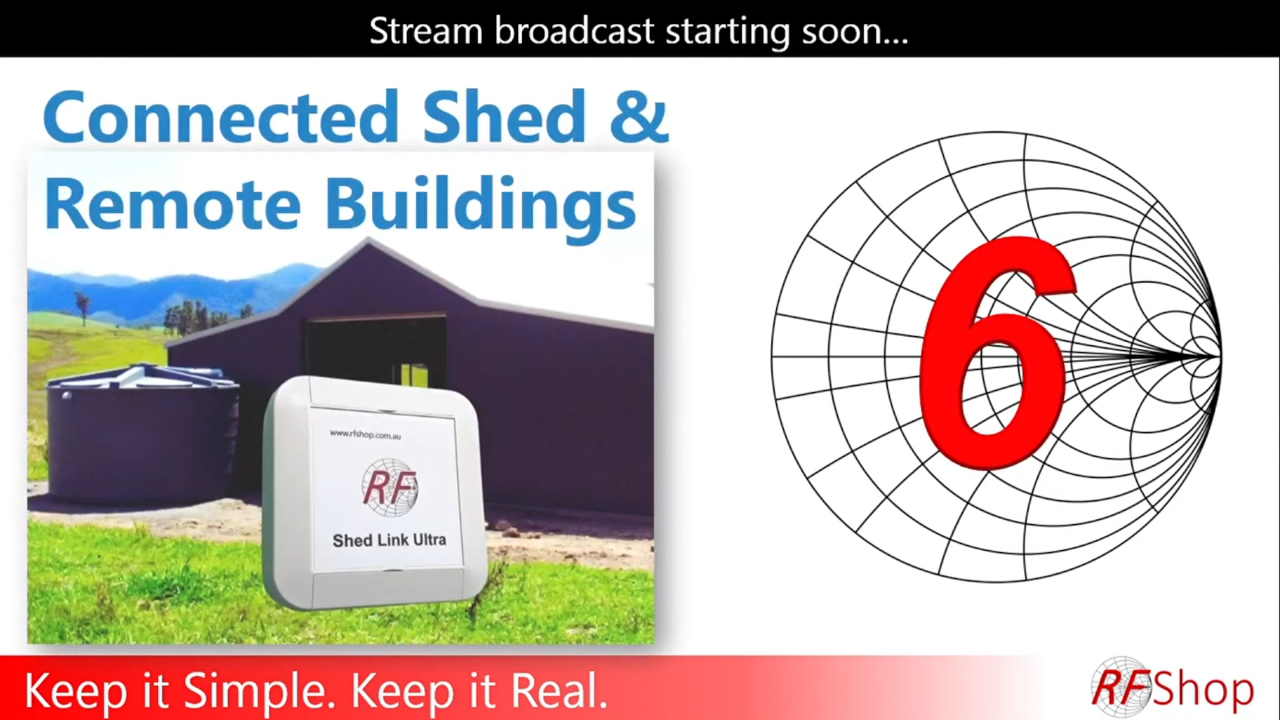 Stream broadcast starting soon...
Connected Shed &
Remote Buildings
www.rfshop.com.au
RF
Shed Link Ultra
6
Keep it Simple. Keep it Real.
RFShop